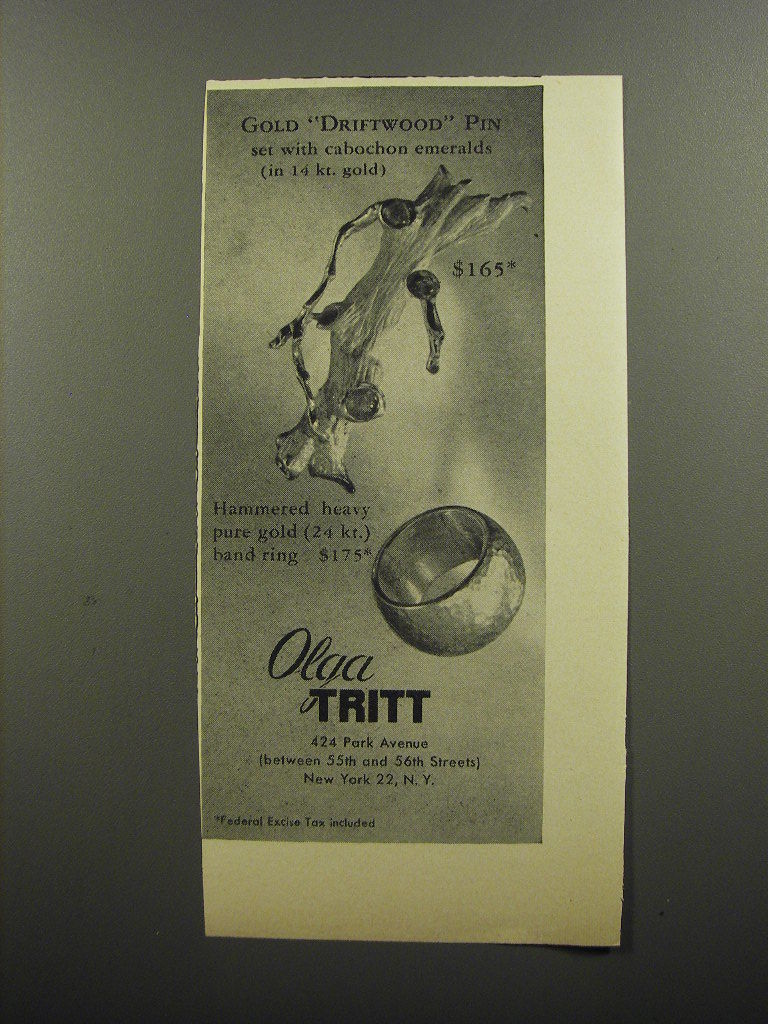 GOLD "DRIFTWOOD" PIN
set with cabochon emeralds
(in 14 kt. gold)
$165*
Hammered heavy
pure gold (24 kt.)
band ring $175*
Olga
TRITT
424 Park Avenue
(between 55th and 56th Streets)
New York 22, N. Y.
*Federal Excise Tax included